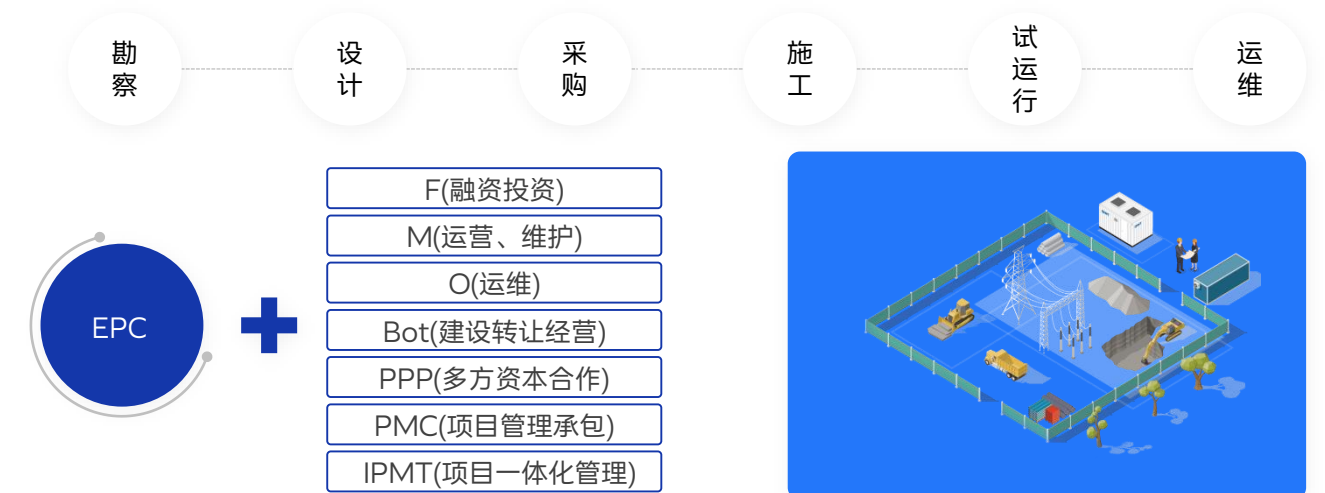 勘察
设计
采购
施工
试运行
运维
EPC
F(融资投资)
M(运营、维护)
O(运维)
Bot(建设转让经营)
PPP(多方资本合作)
PMC(项目管理承包)
IPMT(项目一体化管理)